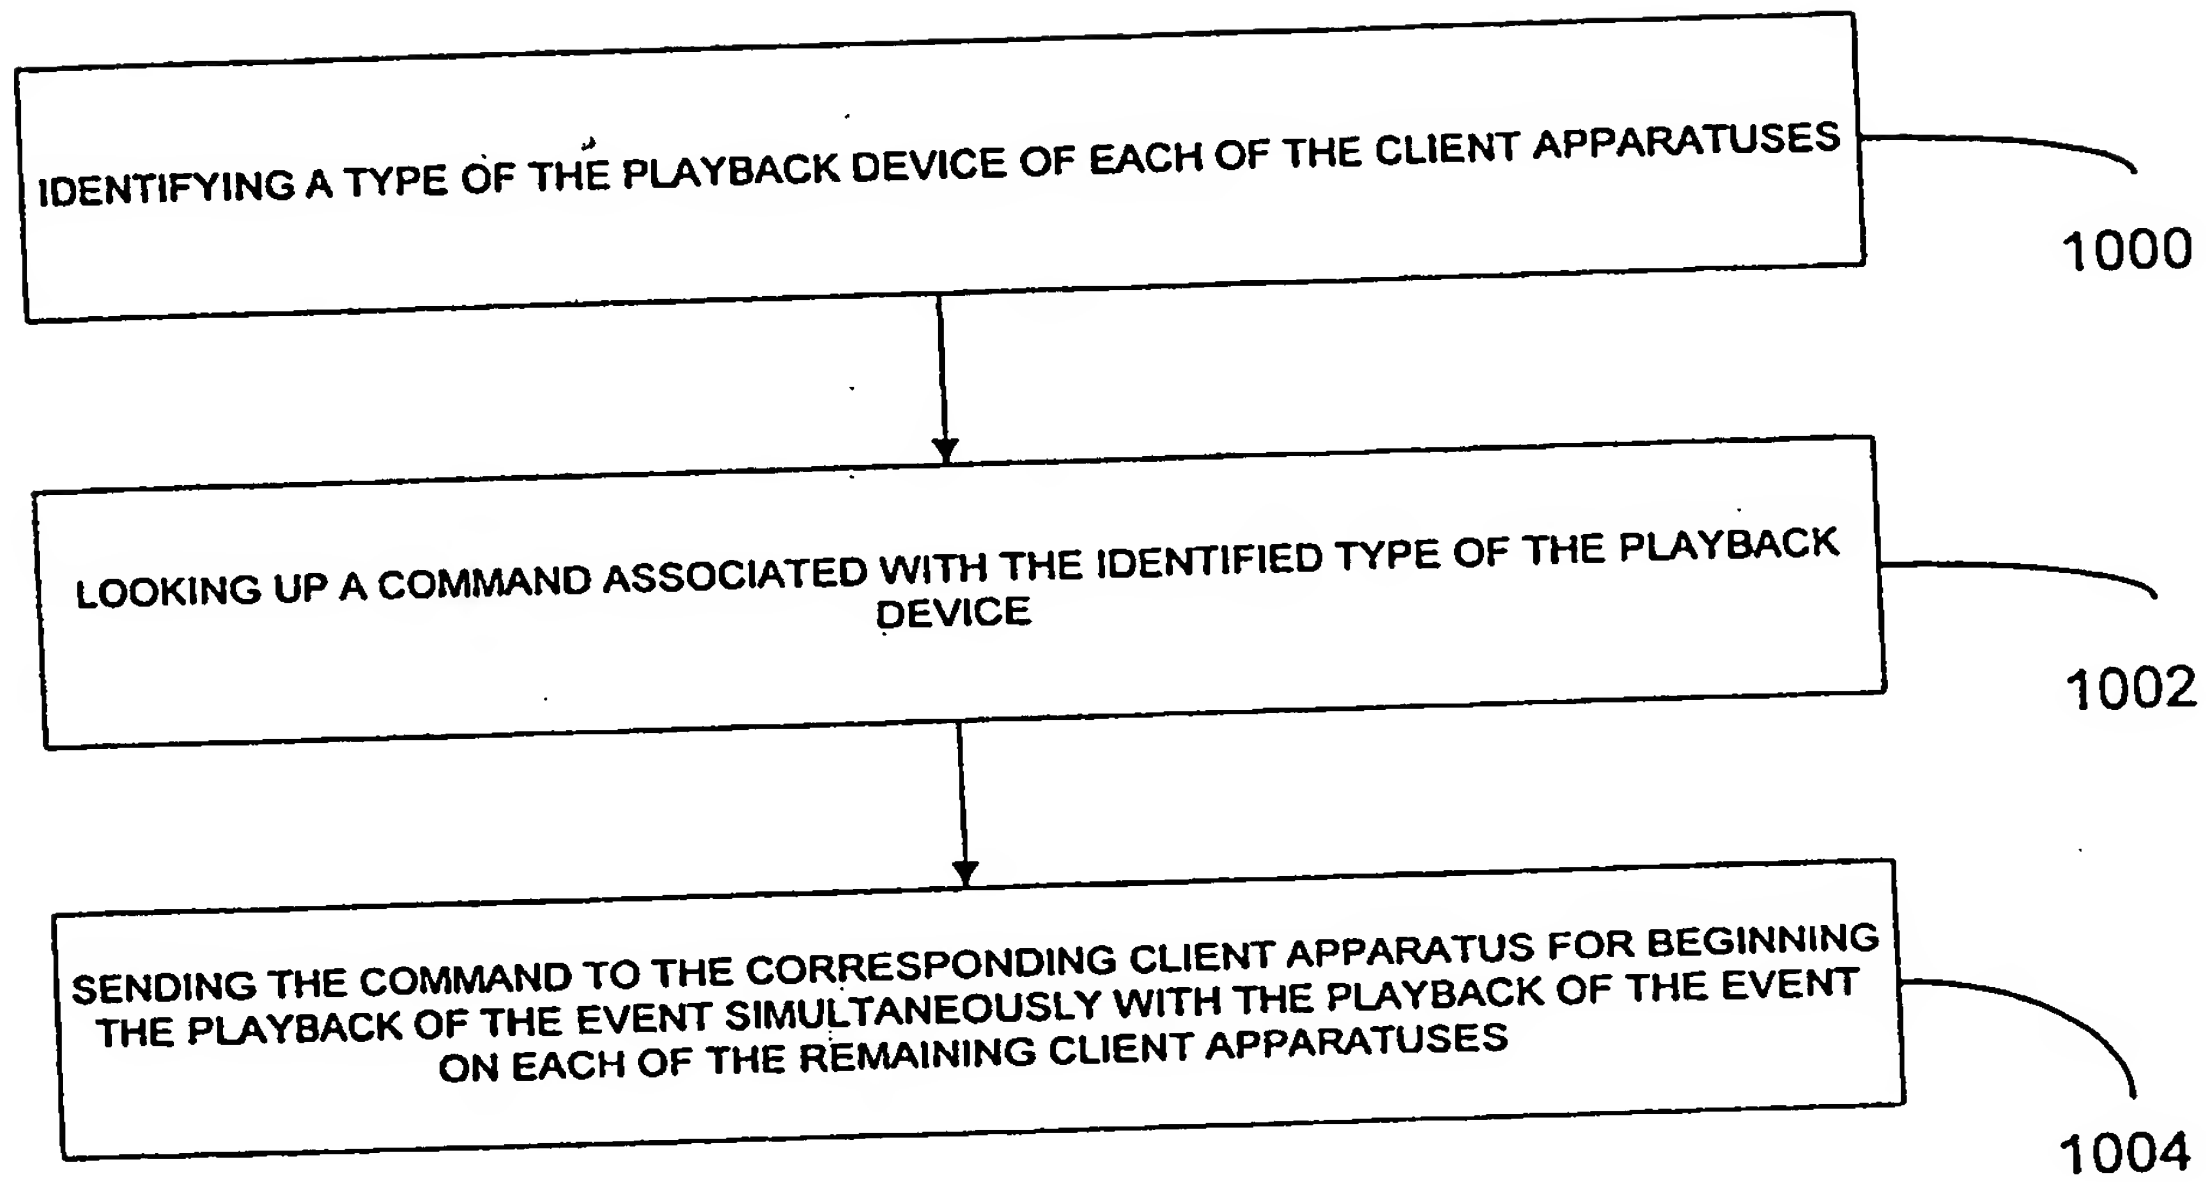 IDENTIFYING A TYPE OF THE PLAYBACK DEVICE OF EACH OF THE CLIENT APPARATUSES
1000
LOOKING UP A COMMAND ASSOCIATED WITH THE IDENTIFIED TYPE OF THE PLAYBACK
DEVICE
1002
SENDING THE COMMAND TO THE CORRESPONDING CLIENT APPARATUS FOR BEGINNING
THE PLAYBACK OF THE EVENT SIMULTANEOUSLY WITH THE PLAYBACK OF THE EVENT
ON EACH OF THE REMAINING CLIENT APPARATUSES
1004